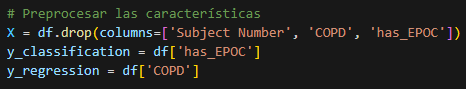 # Preprocesar las características
X = df.drop(columns=['Subject Number', 'COPD', 'has_EPOC'])
y_classification = df['has_EPOC']
y_regression = df['COPD']